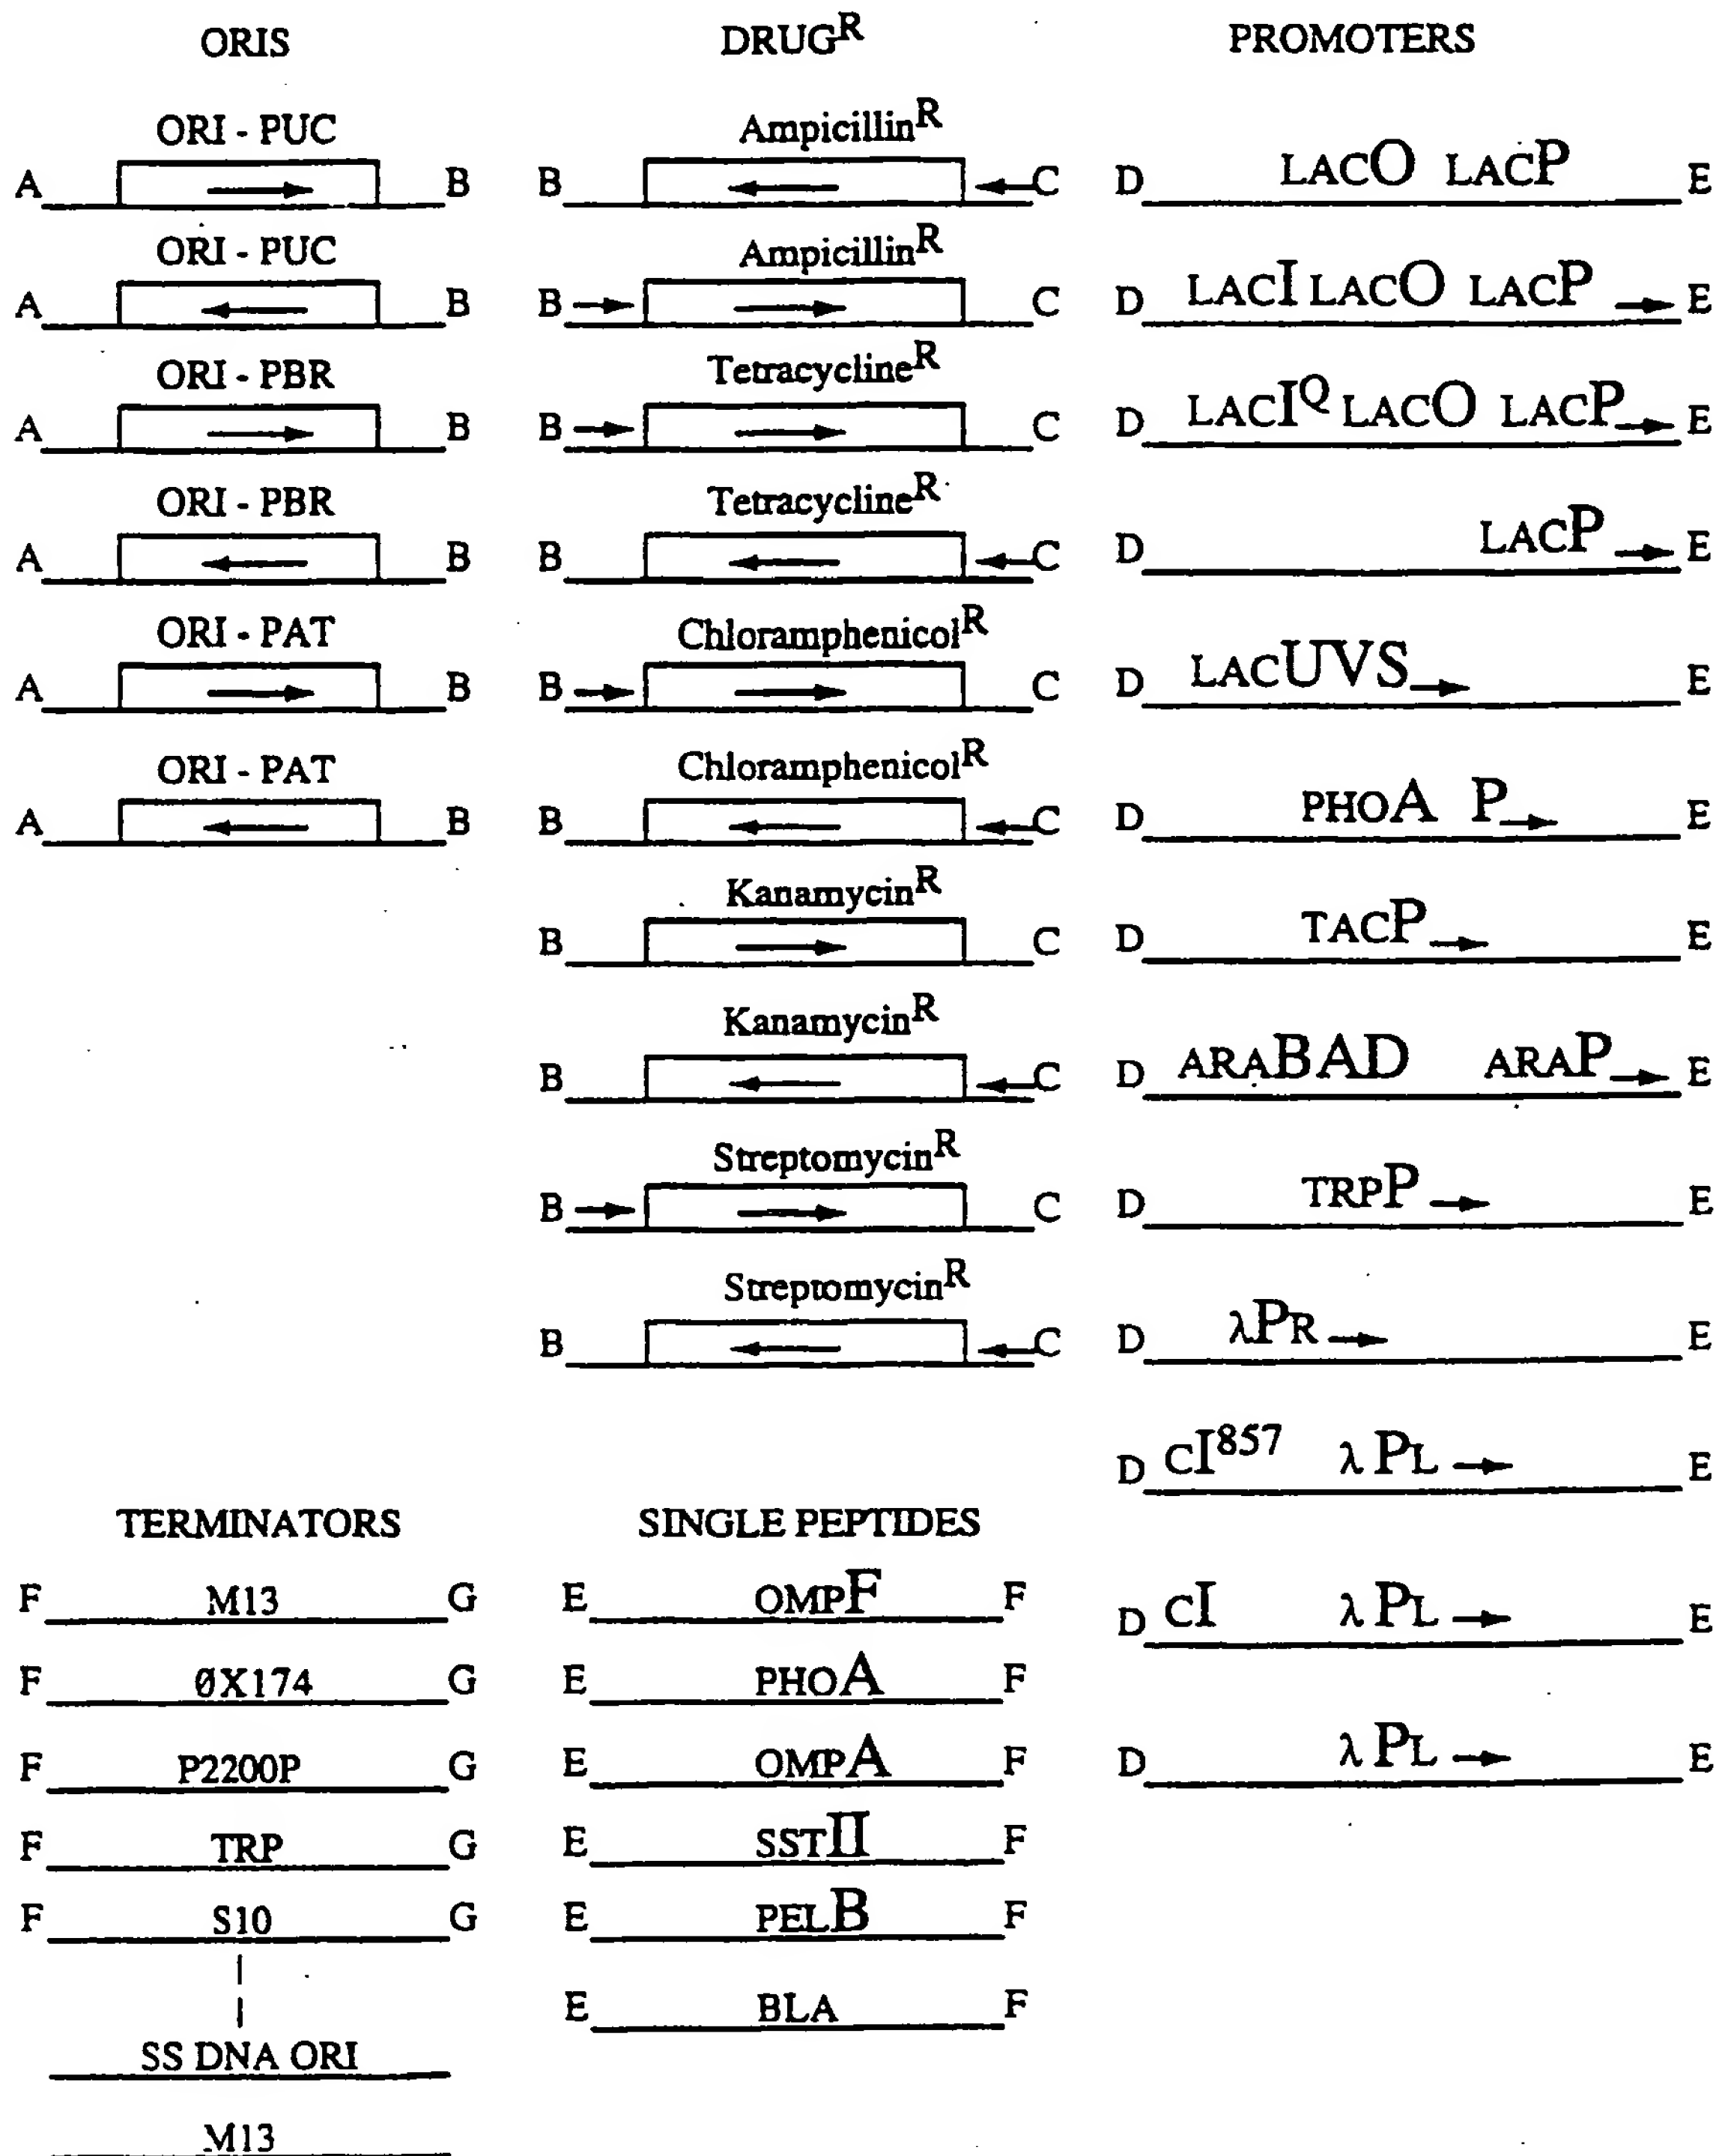 ORIS
ORI - PUC
A B
ORI - PUC
A B
ORI - PBR
A B
ORI - PBR
A B
ORI - PAT
A B
ORI - PAT
A B
DRUGR
AmpicillinR
B C
AmpicillinR
B C
TetracyclineR
B C
TetracyclineR
B C
ChloramphenicolR
B C
ChloramphenicolR
B C
KanamycinR
B C
KanamycinR
B C
StreptomycinR
B C
StreptomycinR
B C
PROMOTERS
D LACO LACP E
D LACI LACO LACP E
D LACIQ LACO LACP E
D LACP E
D LACUVS E
D PHOA P E
D TACP E
D ARABAD ARAP E
D TRPP E
D λPR E
D CI857 λ PL E
D CI λ PL E
D λ PL E
TERMINATORS
F M13 G
F ØX174 G
F P2200P G
F TRP G
F S10 G
SS DNA ORI
M13
SINGLE PEPTIDES
E OMPF F
E PHOA F
E OMPA F
E SSTII F
E PELB F
E BLA F